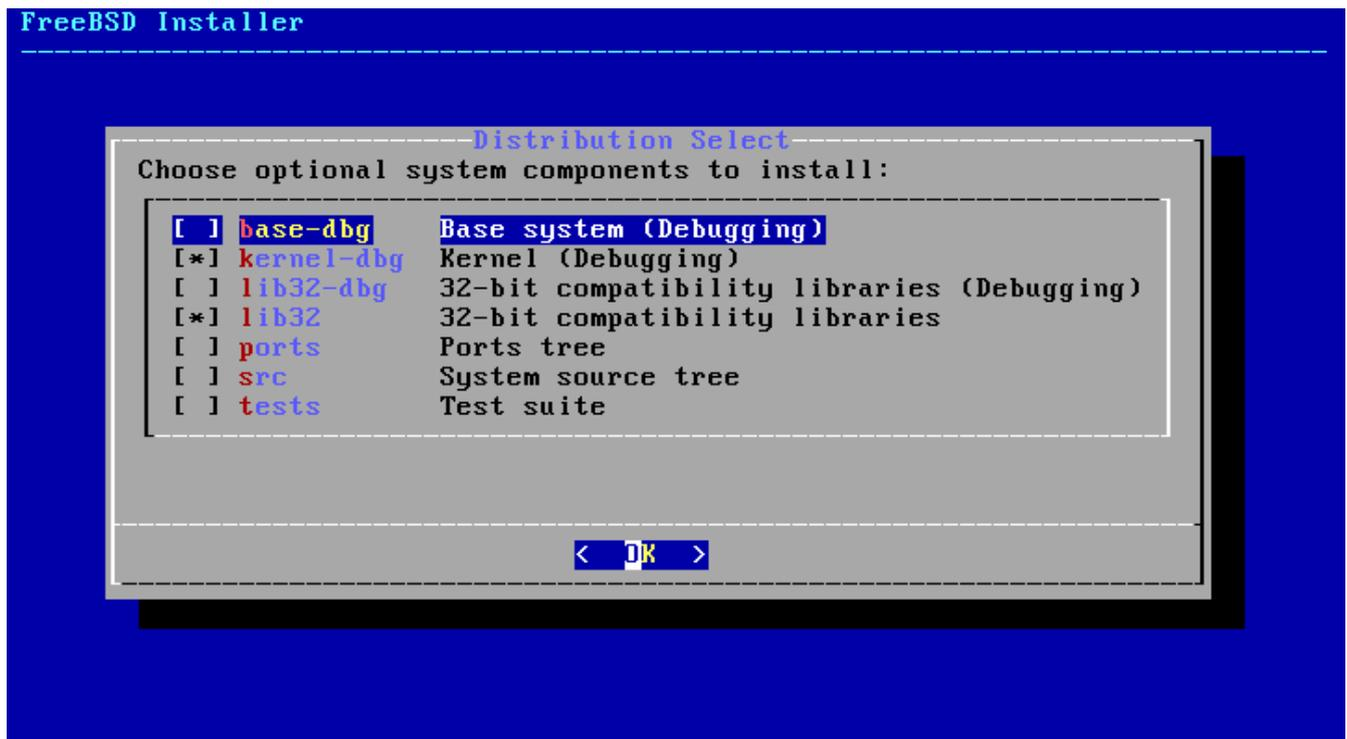 FreeBSD Installer
Distribution Select
Choose optional system components to install:
[ ] base-dbg Base system (Debugging)
[*] kernel-dbg Kernel (Debugging)
[ ] lib32-dbg 32-bit compatibility libraries (Debugging)
[*] lib32 32-bit compatibility libraries
[ ] ports Ports tree
[ ] src System source tree
[ ] tests Test suite
< OK >